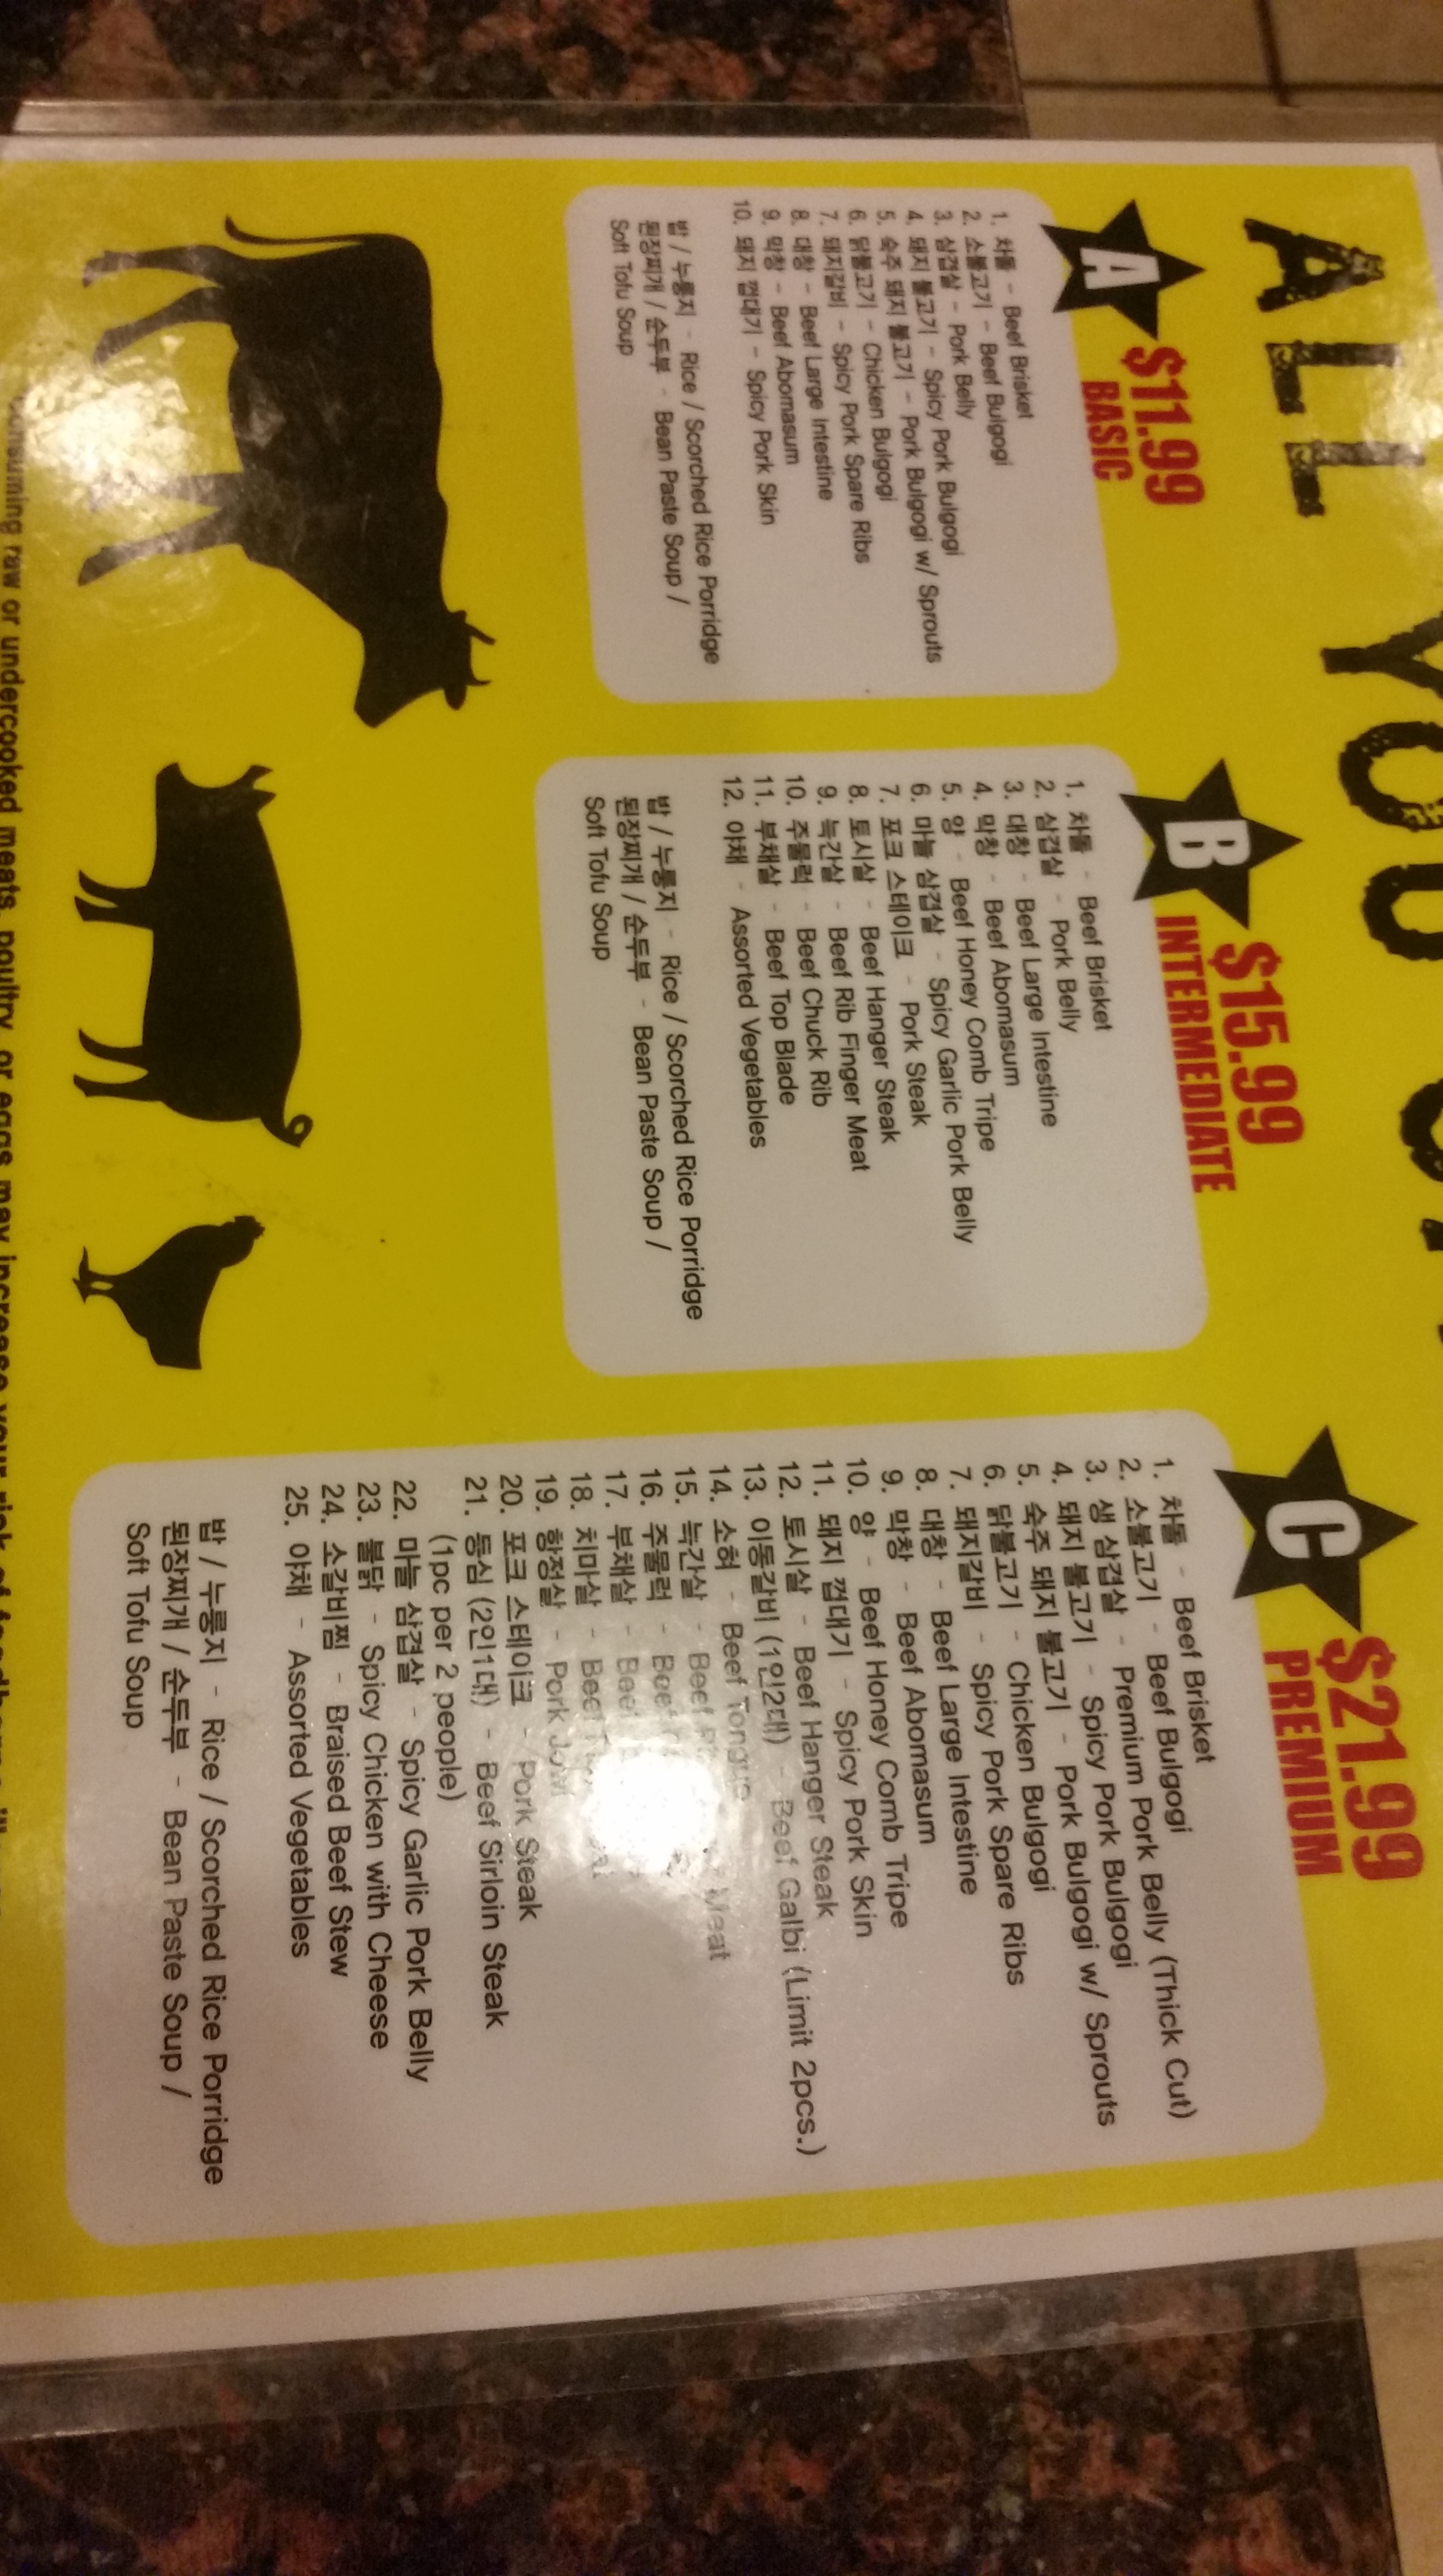 ALL YOU
A $11.99
BASIC
1. 차돌 - Beef Brisket
2. 소불고기 - Beef Bulgogi
3. 삼겹살 - Pork Belly
4. 돼지 불고기 - Spicy Pork Bulgogi
5. 숙주 돼지 불고기 - Pork Bulgogi w/ Sprouts
6. 닭불고기 - Chicken Bulgogi
7. 돼지갈비 - Spicy Pork Spare Ribs
8. 대창 - Beef Large Intestine
9. 막창 - Beef Abomasum
10. 돼지 껍대기 - Spicy Pork Skin
밥 / 누룽지 - Rice / Scorched Rice Porridge
된장찌개 / 순두부 - Bean Paste Soup /
Soft Tofu Soup
B $15.99
INTERMEDIATE
1. 차돌 - Beef Brisket
2. 삼겹살 - Pork Belly
3. 대창 - Beef Large Intestine
4. 막창 - Beef Abomasum
5. 양 - Beef Honey Comb Tripe
6. 마늘 삼겹살 - Spicy Garlic Pork Belly
7. 포크 스테이크 - Pork Steak
8. 토시살 - Beef Hanger Steak
9. 늑간살 - Beef Rib Finger Meat
10. 주물럭 - Beef Chuck Rib
11. 부채살 - Beef Top Blade
12. 야채 - Assorted Vegetables
밥 / 누룽지 - Rice / Scorched Rice Porridge
된장찌개 / 순두부 - Bean Paste Soup /
Soft Tofu Soup
C $21.99
PREMIUM
1. 차돌 - Beef Brisket
2. 소불고기 - Beef Bulgogi
3. 생 삼겹살 - Premium Pork Belly (Thick Cut)
4. 돼지 불고기 - Spicy Pork Bulgogi
5. 숙주 돼지 불고기 - Pork Bulgogi w/ Sprouts
6. 닭불고기 - Chicken Bulgogi
7. 돼지갈비 - Spicy Pork Spare Ribs
8. 대창 - Beef Large Intestine
9. 막창 - Beef Abomasum
10. 양 - Beef Honey Comb Tripe
11. 돼지 껍대기 - Spicy Pork Skin
12. 토시살 - Beef Hanger Steak
13. 이동갈비 (1인2대) - Beef Galbi (Limit 2pcs.)
14. 소혀 - Beef Tongue
15. 늑간살 - Beef Meat
16. 주물럭 - Beef
17. 부채살 - Beef
18. 치마살 - Beef
19. 항정살 - Pork Jowl
20. 포크 스테이크 - Pork Steak
21. 등심 (2인1대) - Beef Sirloin Steak
(1pc per 2 people)
22. 마늘 삼겹살 - Spicy Garlic Pork Belly
23. 불닭 - Spicy Chicken with Cheese
24. 소갈비찜 - Braised Beef Stew
25. 야채 - Assorted Vegetables
밥 / 누룽지 - Rice / Scorched Rice Porridge
된장찌개 / 순두부 - Bean Paste Soup /
Soft Tofu Soup
raw or undercooked meats, poultry or eggs may increase your risk of